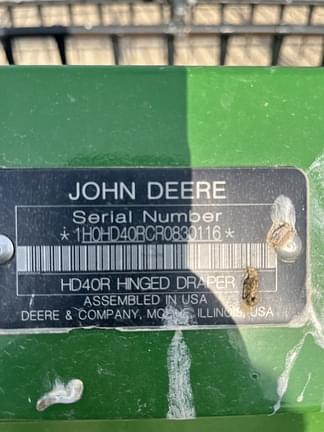 JOHN DEERE
Serial Number
*1H0HD40RCR0830116*
HD40R HINGED DRAPER
ASSEMBLED IN USA
DEERE & COMPANY, MOLINE, ILLINOIS, USA